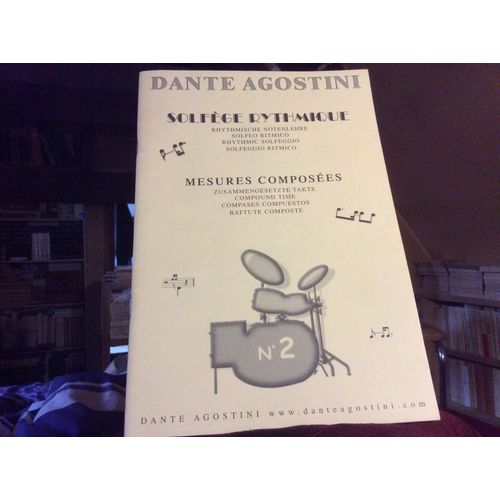 DANTE AGOSTINI
SOLFÈGE RYTHMIQUE
RHYTHMISCHE NOTENLEHRE
SOLFEO RITMICO
RHYTHMIC SOLFEGGIO
SOLFEGGIO RITMICO
MESURES COMPOSÉES
ZUSAMMENGESETZTE TAKTE
COMPOUND TIME
COMPASES COMPUESTOS
BATTUTE COMPOSTE
N° 2
DANTE AGOSTINI www.danteagostini.com